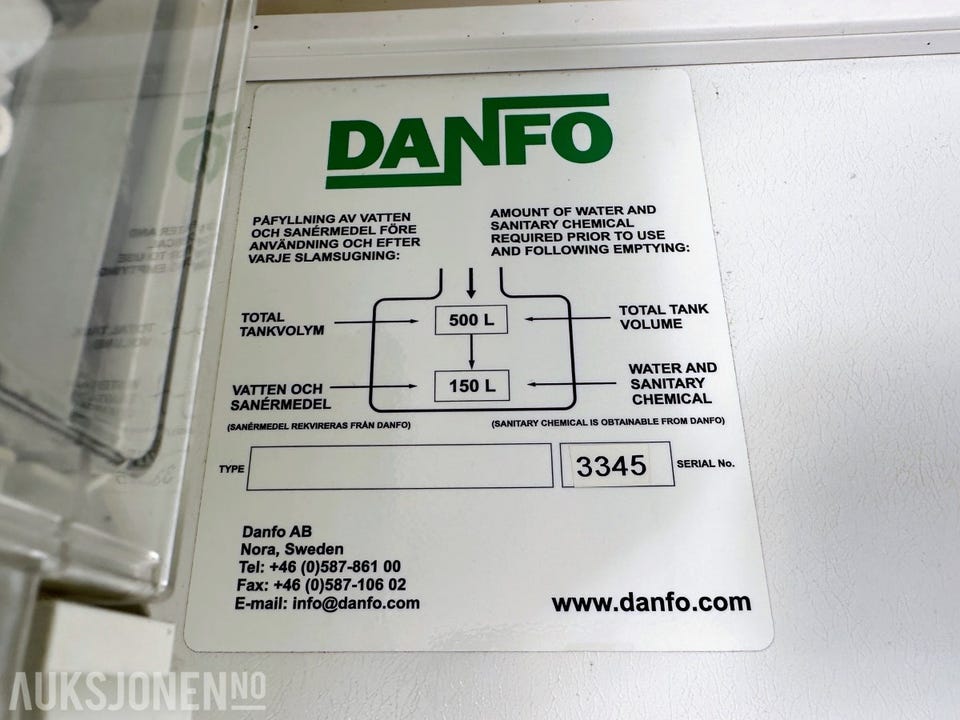 DANFO
PÅFYLLNING AV VATTEN
OCH SANÉRMEDEL FÖRE
ANVÄNDNING OCH EFTER
VARJE SLAMSUGNING:
AMOUNT OF WATER AND
SANITARY CHEMICAL
REQUIRED PRIOR TO USE
AND FOLLOWING EMPTYING:
TOTAL
TANKVOLYM
500 L
TOTAL TANK
VOLUME
VATTEN OCH
SANÉRMEDEL
150 L
WATER AND
SANITARY
CHEMICAL
(SANÉRMEDEL REKVIRERAS FRÅN DANFO)
(SANITARY CHEMICAL IS OBTAINABLE FROM DANFO)
TYPE
3345
SERIAL No.
Danfo AB
Nora, Sweden
Tel: +46 (0)587-861 00
Fax: +46 (0)587-106 02
E-mail: info@danfo.com
www.danfo.com
AUKSJONEN NO